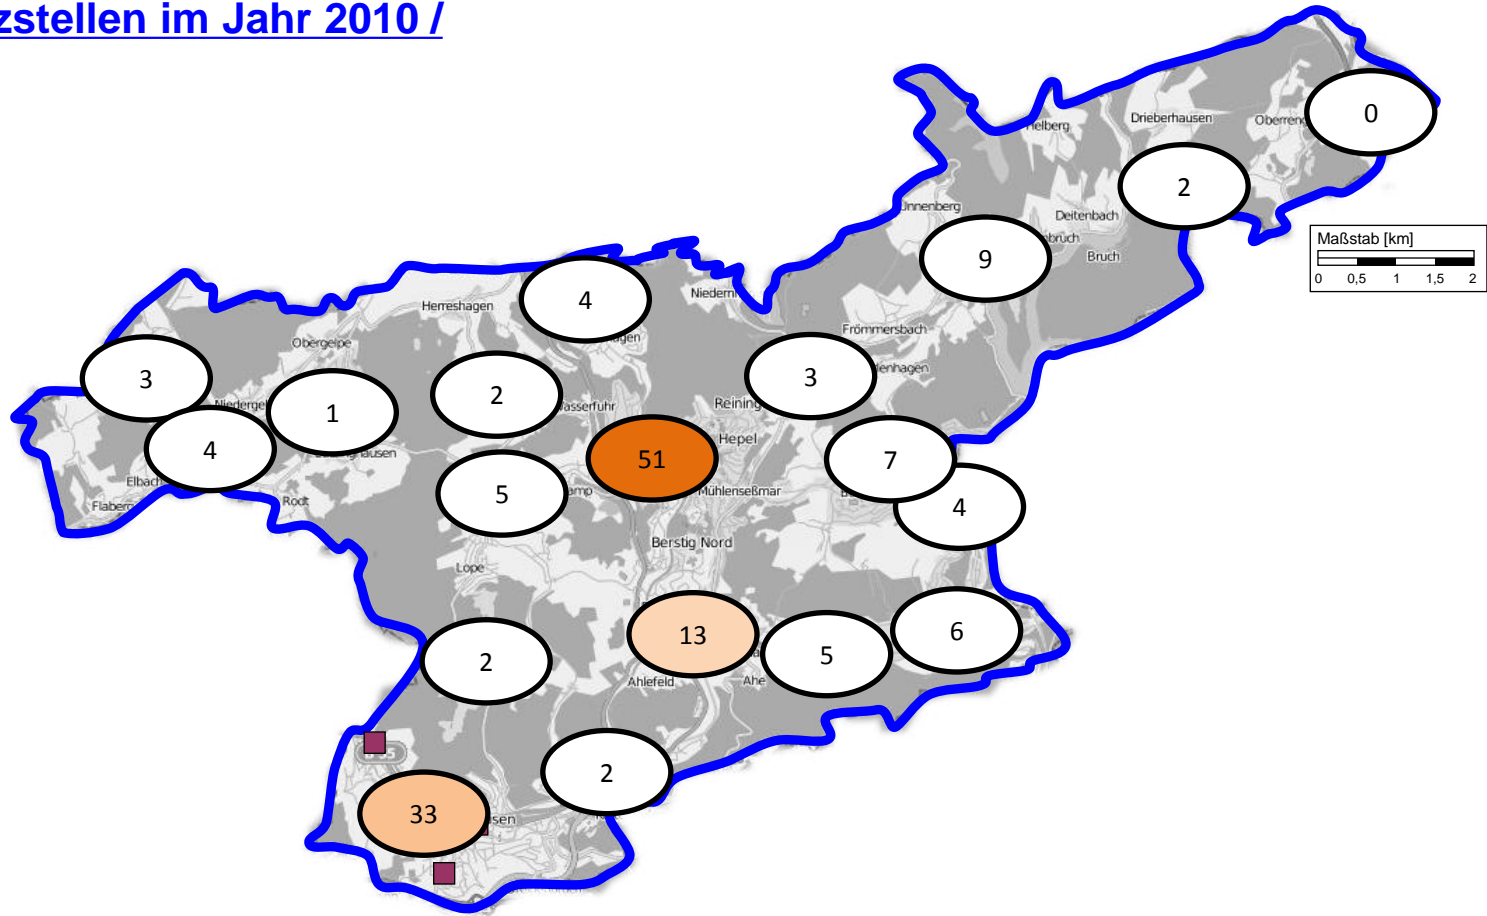 zstellen im Jahr 2010 /
0
Helberg
Drieberhausen
2
Unnenberg
Deitenbach
9
Bruch
Maßstab [km]
0 0,5 1 1,5 2
4
Herreshagen
Frömmersbach
Obergelpe
3
3
2
1
Wasserfuhr
Hepel
4
51
7
Elbach
5
Mühlenseßmar
4
Rodt
Berstig Nord
Lope
13
5
6
2
Ahlefeld
Ahe
2
33